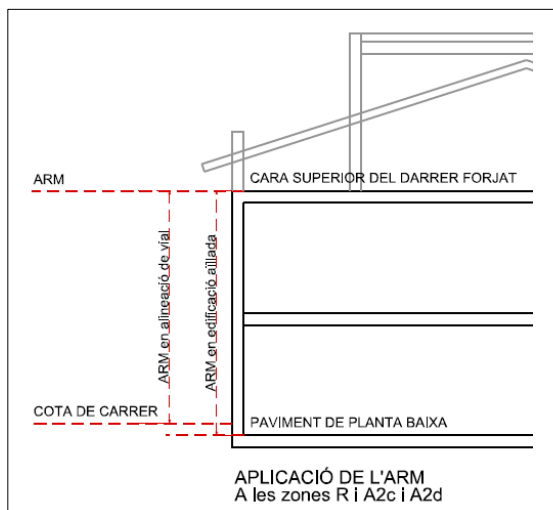 ARM
CARA SUPERIOR DEL DARRER FORJAT
ARM en alineació de vial
ARM en edificació aïllada
COTA DE CARRER
PAVIMENT DE PLANTA BAIXA
APLICACIÓ DE L'ARM
A les zones R i A2c i A2d